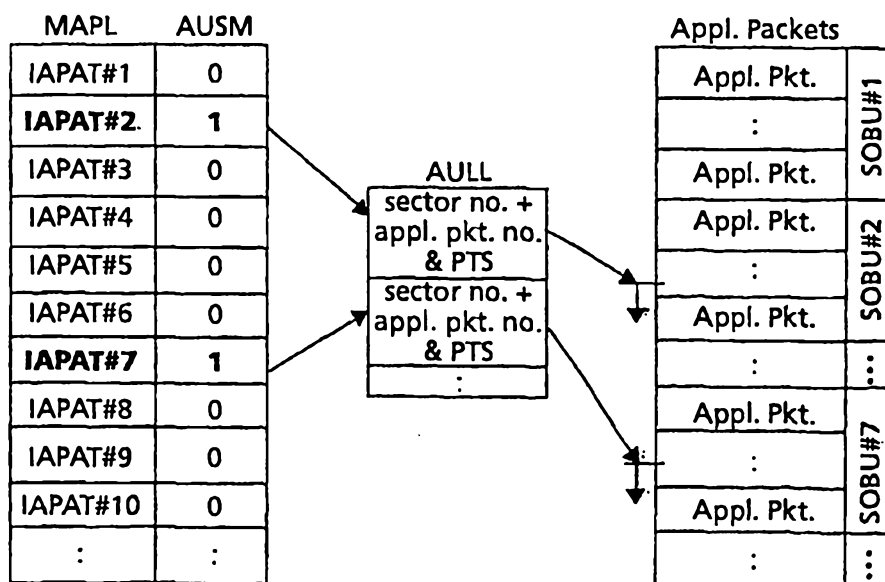 MAPL AUSM
IAPAT#1 0
IAPAT#2. 1
IAPAT#3 0
IAPAT#4 0
IAPAT#5 0
IAPAT#6 0
IAPAT#7 1
IAPAT#8 0
IAPAT#9 0
IAPAT#10 0
: :
AULL
sector no. +
appl. pkt. no.
& PTS
sector no. +
appl. pkt. no.
& PTS
:
Appl. Packets
Appl. Pkt.
:
Appl. Pkt.
SOBU#1
Appl. Pkt.
:
Appl. Pkt.
SOBU#2
:
...
Appl. Pkt.
:
Appl. Pkt.
SOBU#7
:
...